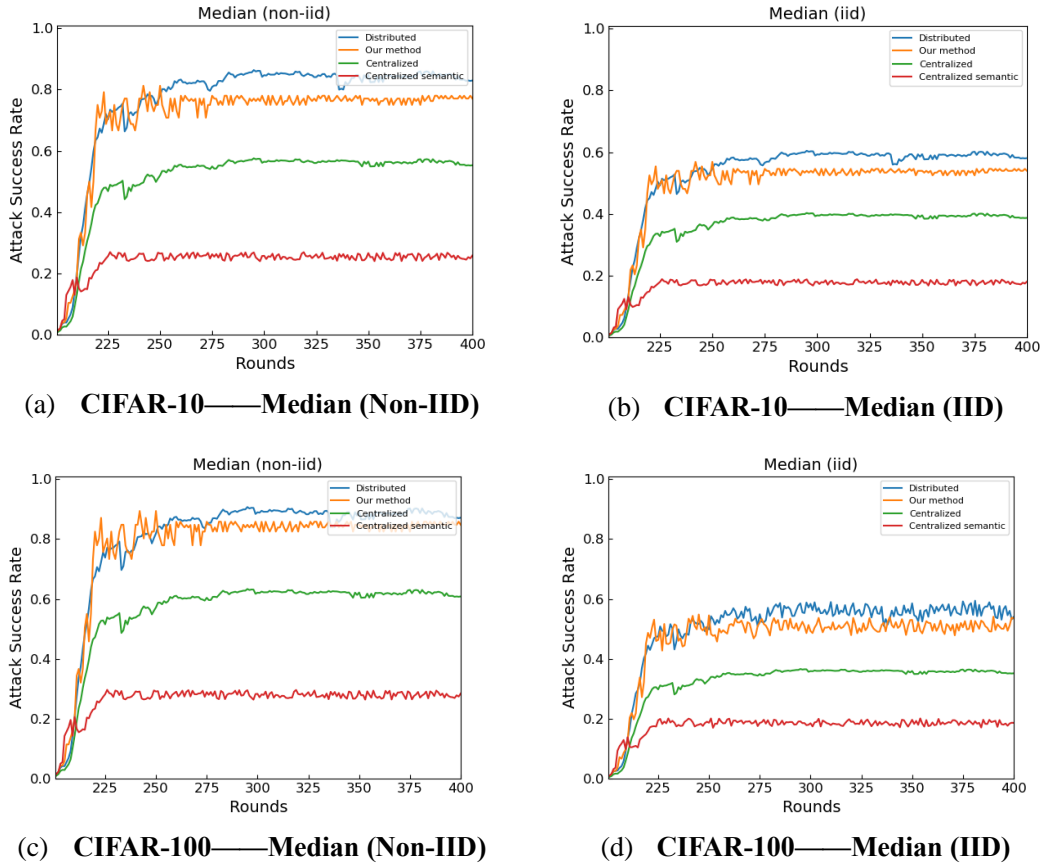 Median (non-iid)
1.0
0.8
0.6
0.4
0.2
0.0
Attack Success Rate
Distributed
Our method
Centralized
Centralized semantic
225 250 275 300 325 350 375 400
Rounds
(a) CIFAR-10——Median (Non-IID)
Median (iid)
1.0
0.8
0.6
0.4
0.2
0.0
Attack Success Rate
Distributed
Our method
Centralized
Centralized semantic
225 250 275 300 325 350 375 400
Rounds
(b) CIFAR-10——Median (IID)
Median (non-iid)
1.0
0.8
0.6
0.4
0.2
0.0
Attack Success Rate
Distributed
Our method
Centralized
Centralized semantic
225 250 275 300 325 350 375 400
Rounds
(c) CIFAR-100——Median (Non-IID)
Median (iid)
1.0
0.8
0.6
0.4
0.2
0.0
Attack Success Rate
Distributed
Our method
Centralized
Centralized semantic
225 250 275 300 325 350 375 400
Rounds
(d) CIFAR-100——Median (IID)